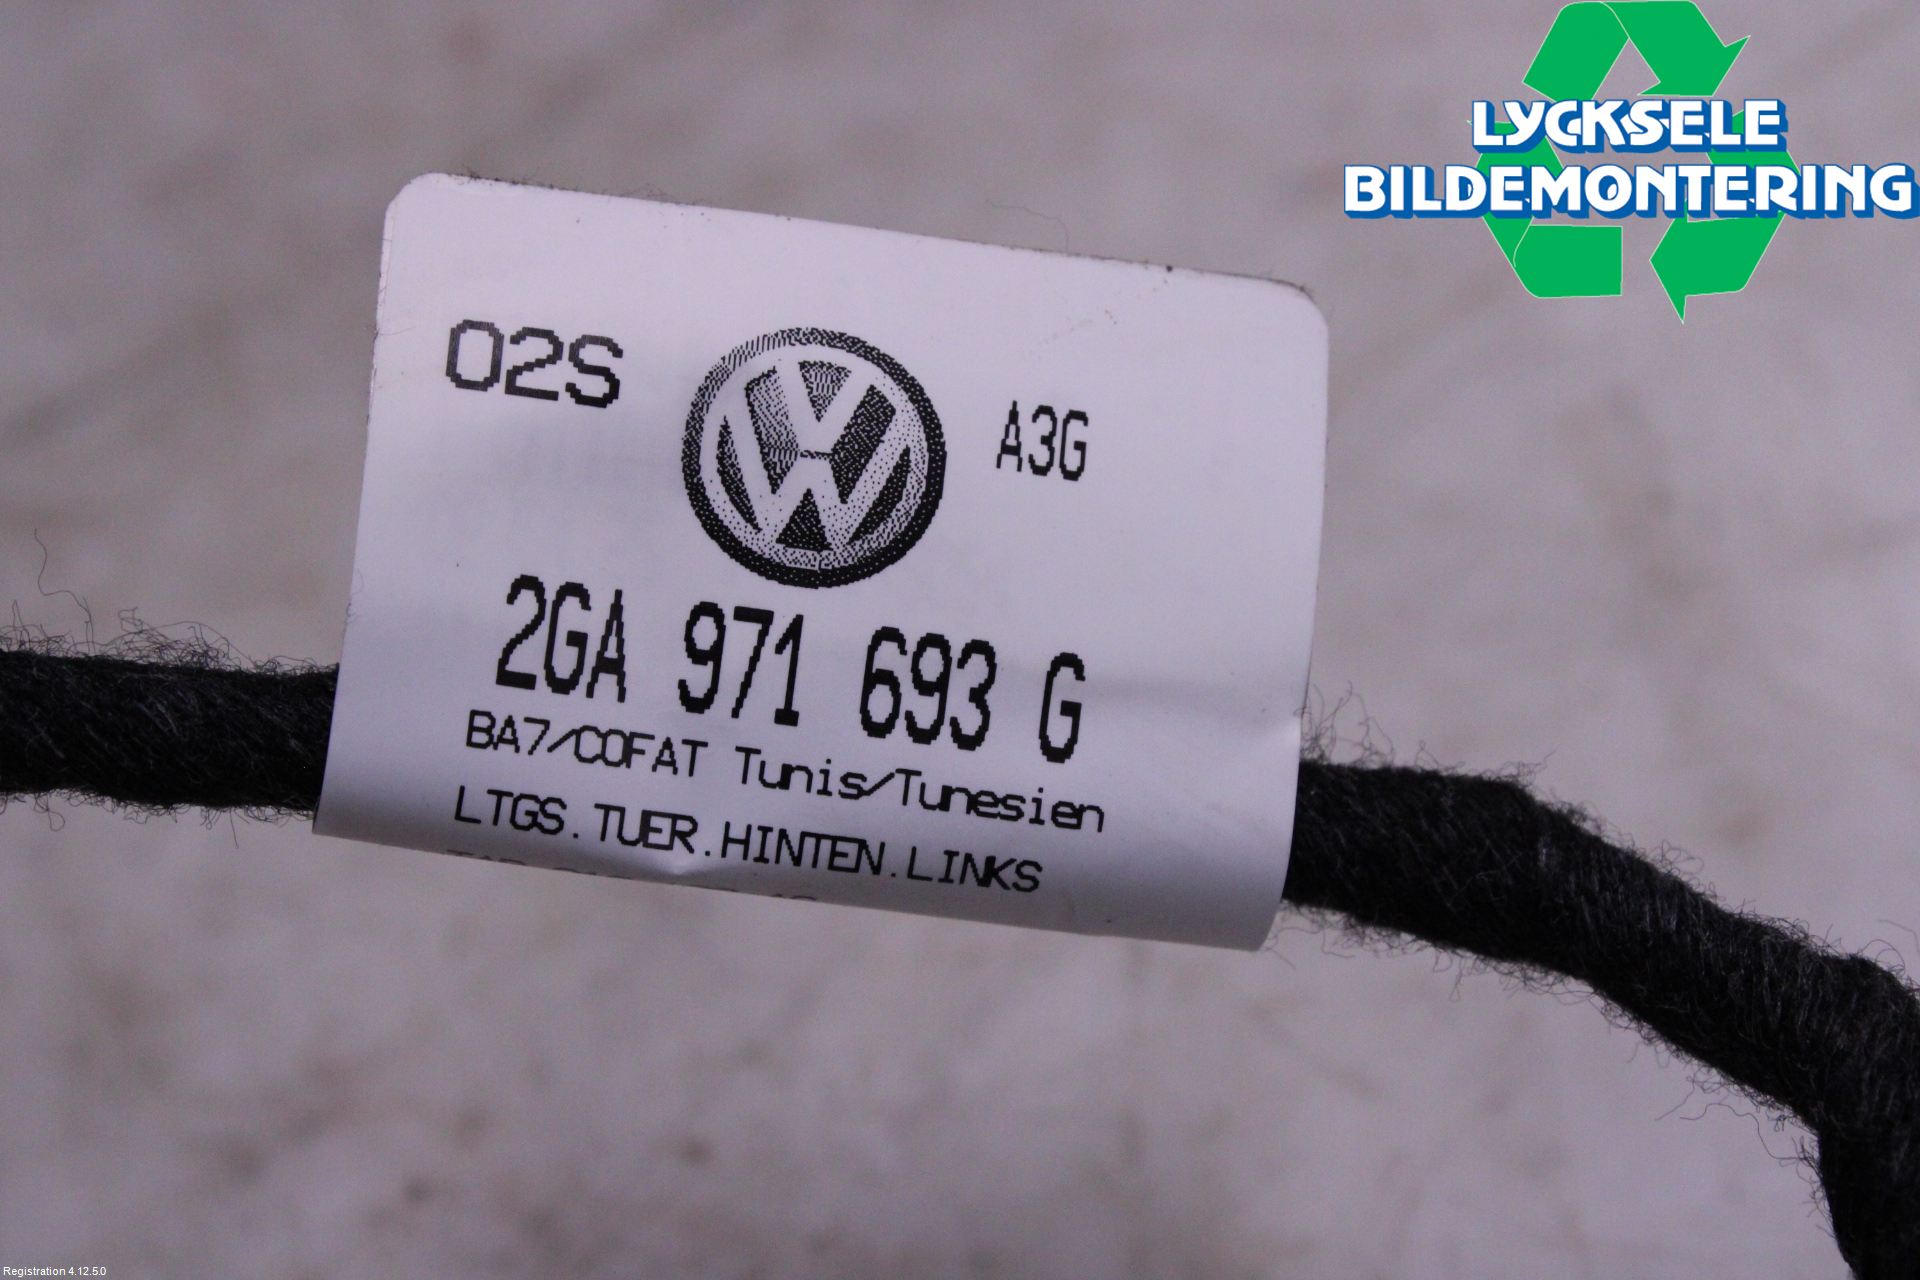 LYCKSELE
BILDEMONTERING
02S
A3G
2GA 971 693 G
BA7/COFAT Tunis/Tunesien
LTGS.TUER.HINTEN.LINKS
Registration 4.12.5.0